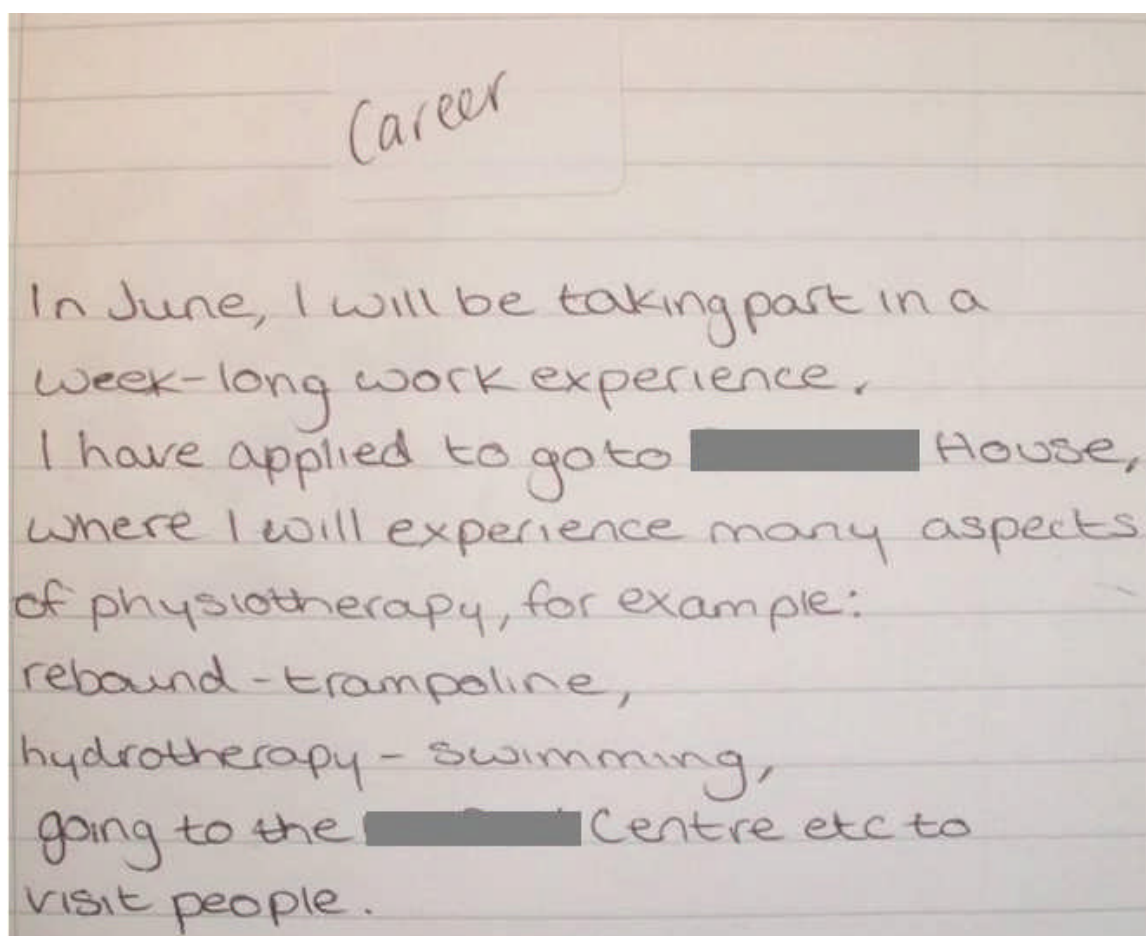 Career
In June, I will be taking part in a
week-long work experience.
I have applied to go to House,
where I will experience many aspects
of physiotherapy, for example:
rebound - trampoline,
hydrotherapy - swimming,
going to the Centre etc to
visit people.